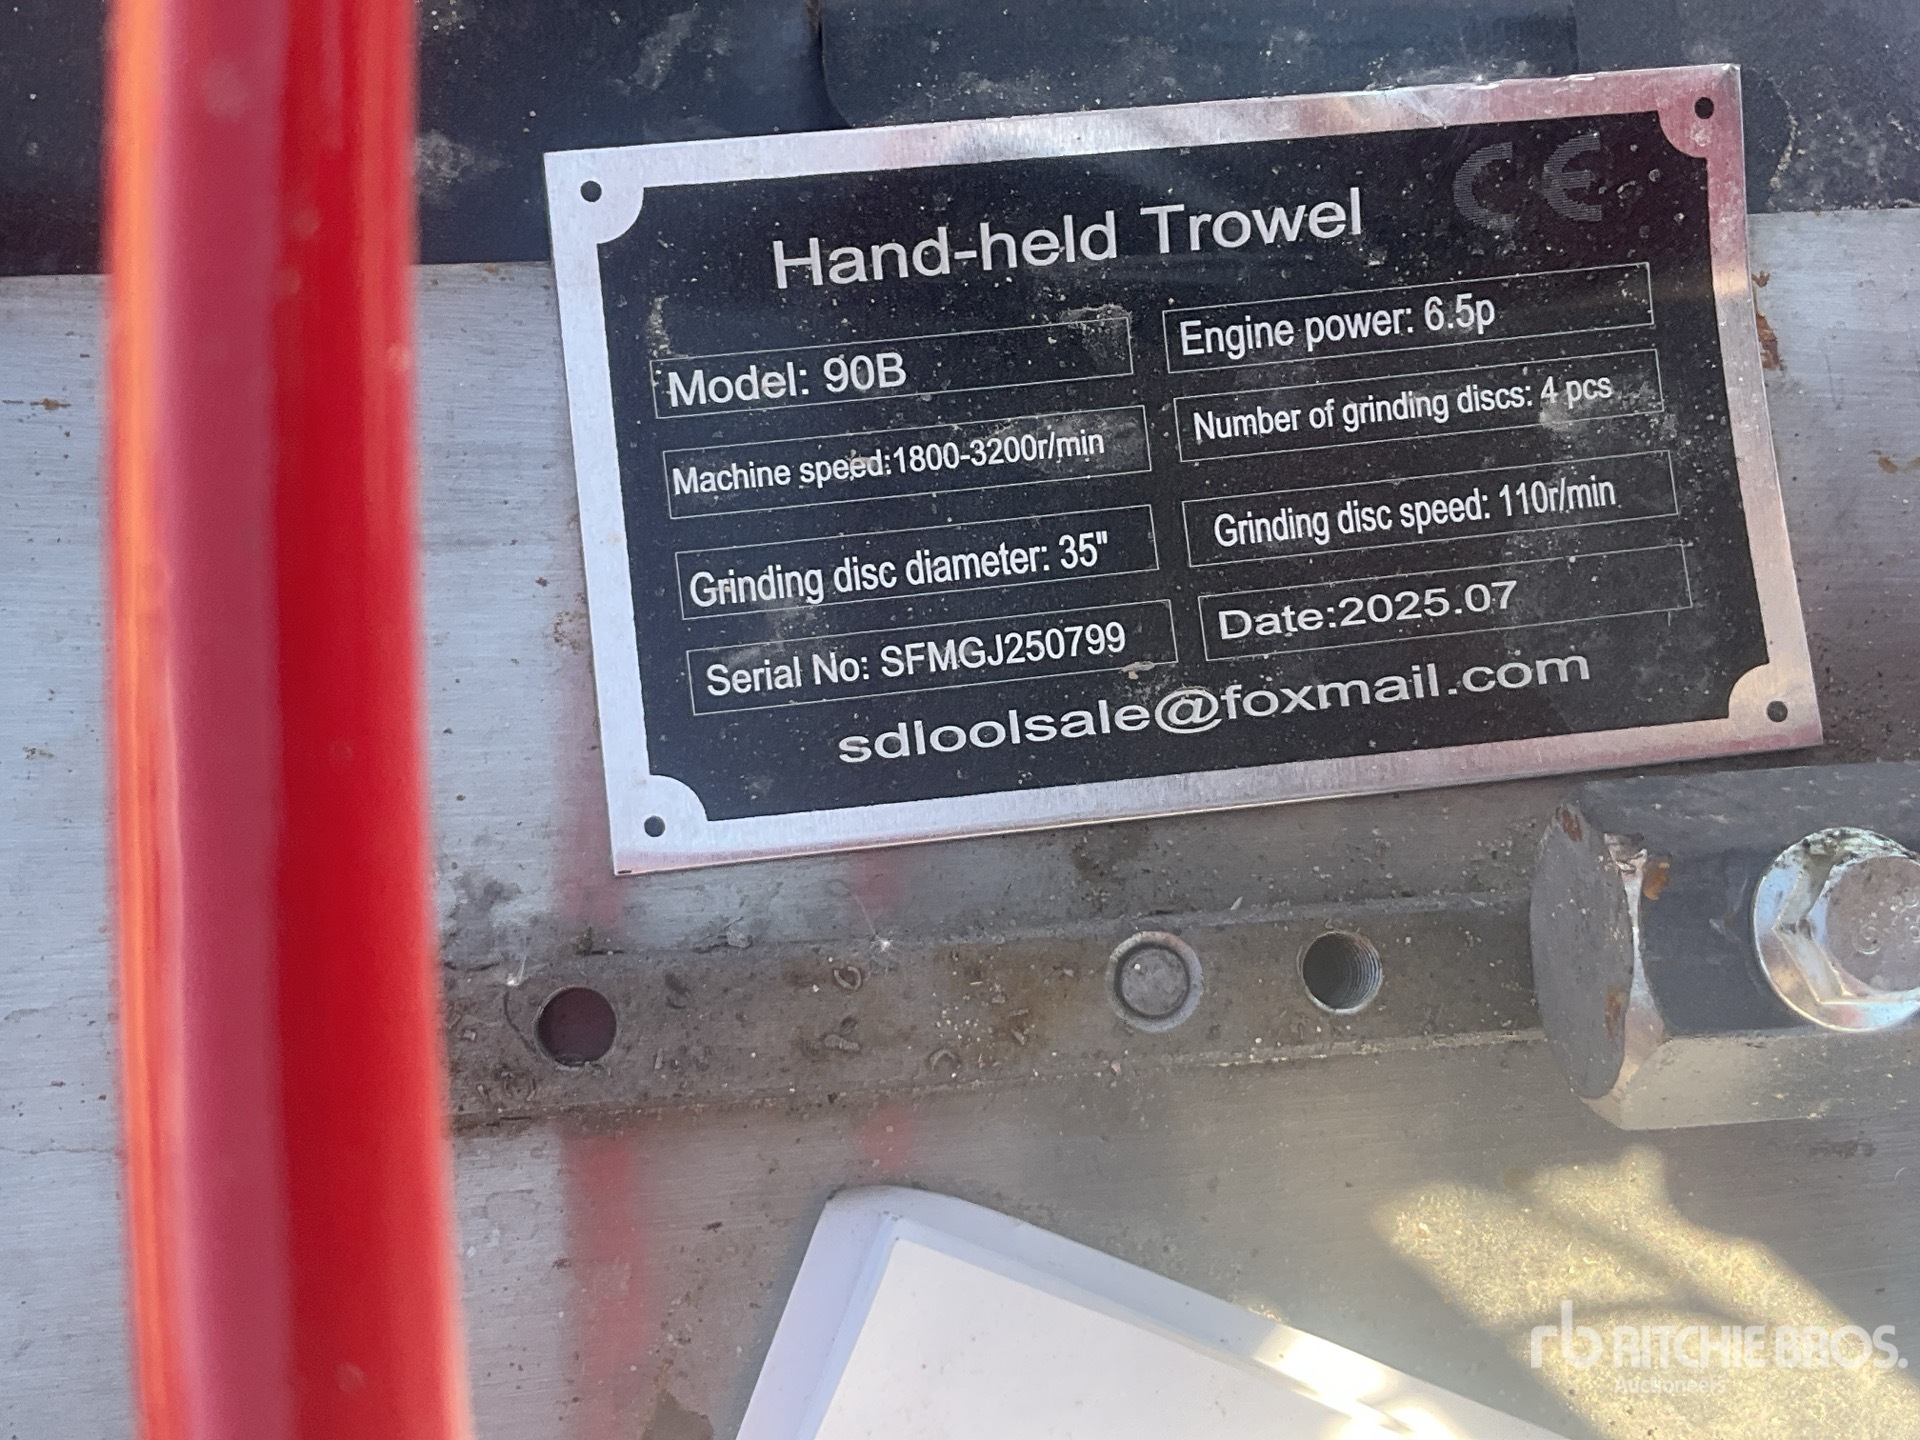 CE
Hand-held Trowel
Model: 90B
Engine power: 6.5p
Machine speed:1800-3200r/min
Number of grinding discs: 4 pcs
Grinding disc diameter: 35"
Grinding disc speed: 110r/min
Serial No: SFMGJ250799
Date:2025.07
sdloolsale@foxmail.com
rb RITCHIE BROS.
Auctioneers